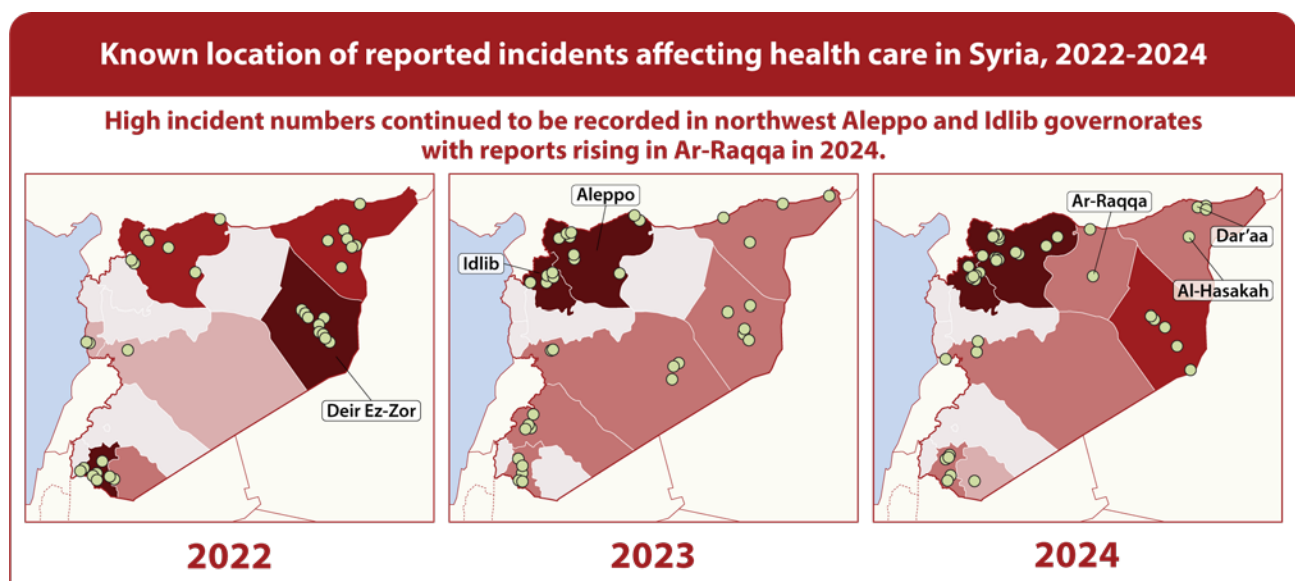 Known location of reported incidents affecting health care in Syria, 2022-2024
High incident numbers continued to be recorded in northwest Aleppo and Idlib governorates
with reports rising in Ar-Raqqa in 2024.
Deir Ez-Zor
2022
Aleppo
Idlib
2023
Ar-Raqqa
Dar'aa
Al-Hasakah
2024